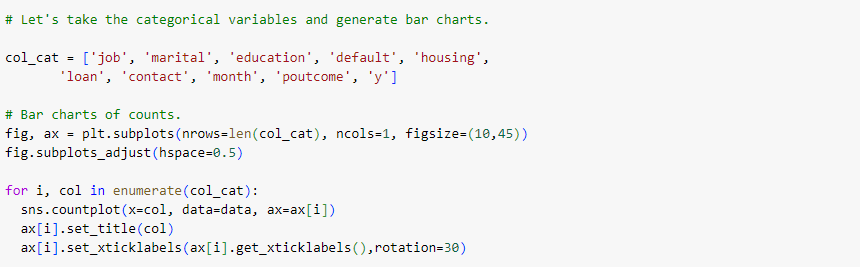 # Let's take the categorical variables and generate bar charts.
col_cat = ['job', 'marital', 'education', 'default', 'housing',
'loan', 'contact', 'month', 'poutcome', 'y']
# Bar charts of counts.
fig, ax = plt.subplots(nrows=len(col_cat), ncols=1, figsize=(10,45))
fig.subplots_adjust(hspace=0.5)
for i, col in enumerate(col_cat):
sns.countplot(x=col, data=data, ax=ax[i])
ax[i].set_title(col)
ax[i].set_xticklabels(ax[i].get_xticklabels(),rotation=30)